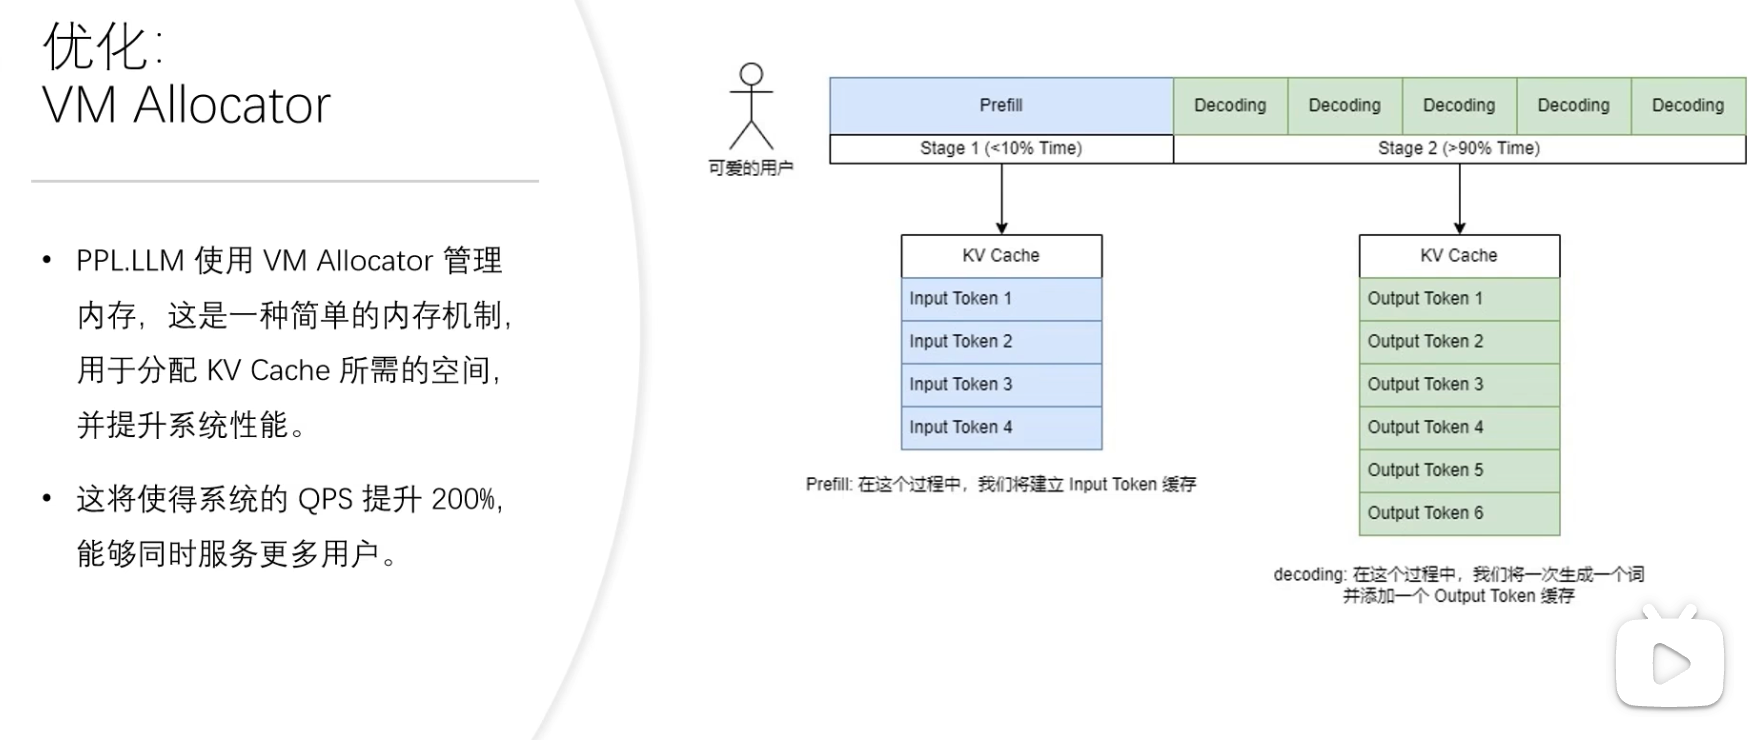 优化:
VM Allocator
• PPL.LLM 使用 VM Allocator 管理
内存，这是一种简单的内存机制,
用于分配 KV Cache 所需的空间,
并提升系统性能。
• 这将使得系统的 QPS 提升 200%,
能够同时服务更多用户。
可爱的用户
Prefill
Decoding
Decoding
Decoding
Decoding
Decoding
Stage 1 (<10% Time)
Stage 2 (>90% Time)
KV Cache
Input Token 1
Input Token 2
Input Token 3
Input Token 4
Prefill: 在这个过程中，我们将建立 Input Token 缓存
KV Cache
Output Token 1
Output Token 2
Output Token 3
Output Token 4
Output Token 5
Output Token 6
decoding: 在这个过程中，我们将一次生成一个词
并添加一个 Output Token 缓存